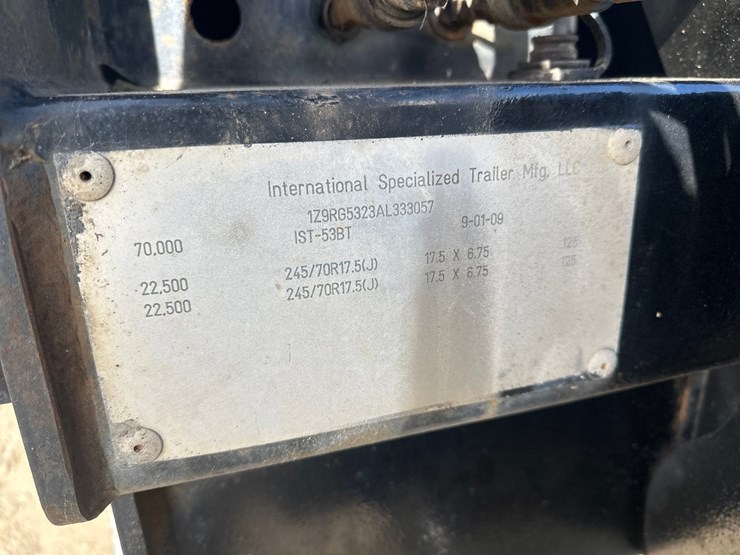 International Specialized Trailer Mfg, LLC
1Z9RG5323AL333057
70,000 IST-53BT 9-01-09
22,500 245/70R17.5(J) 17.5 X 6.75 125
22,500 245/70R17.5(J) 17.5 X 6.75 125